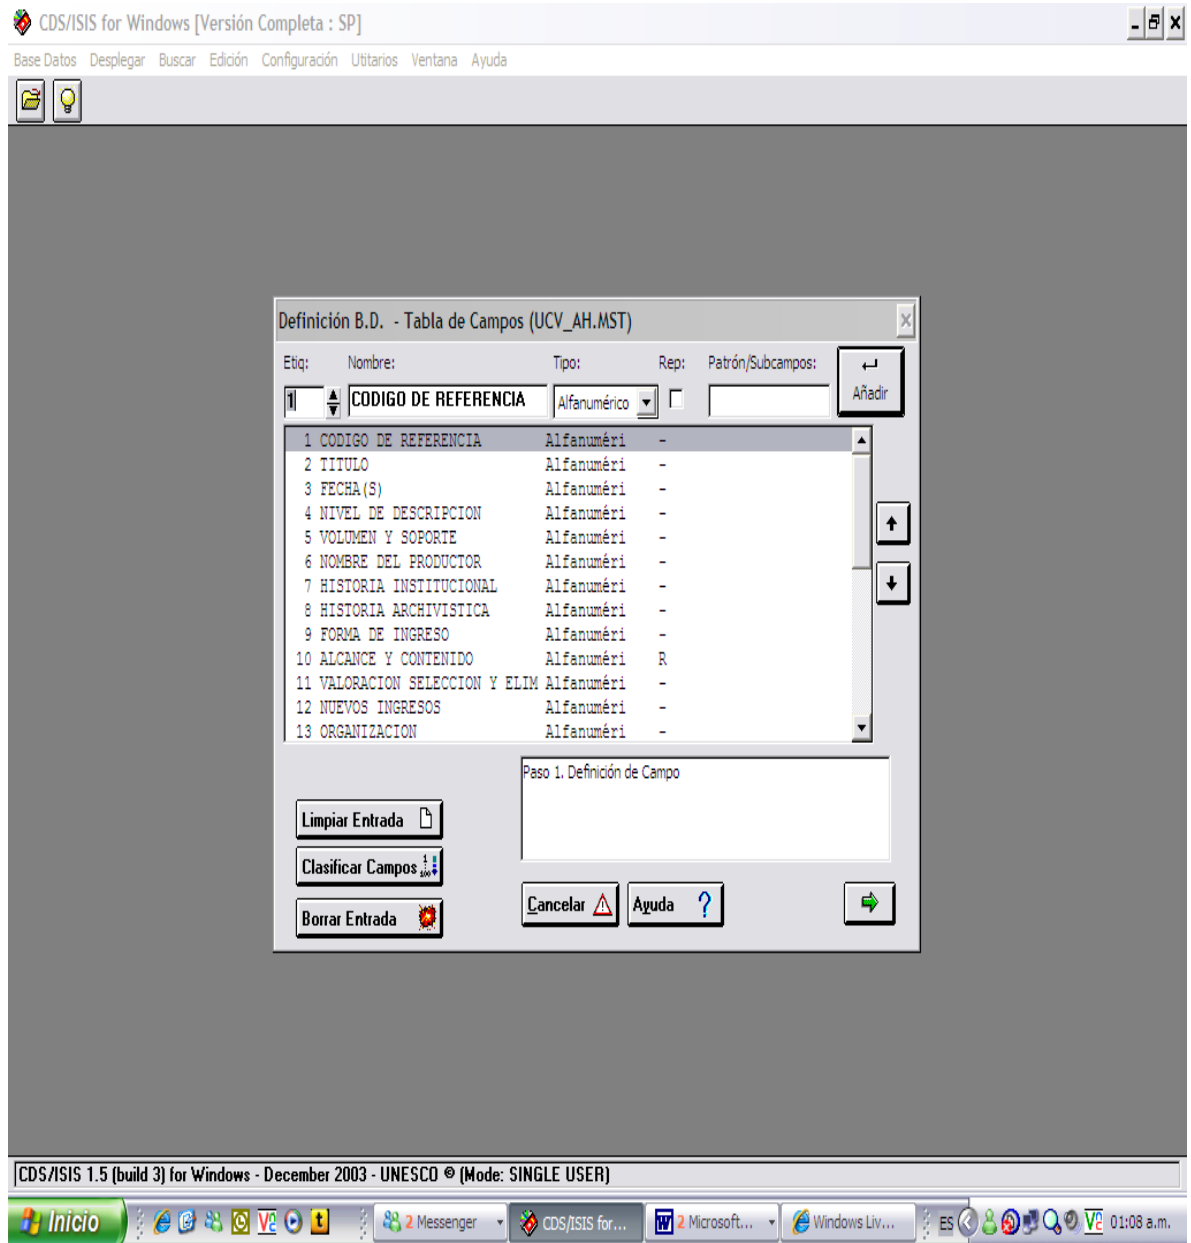 CDS/ISIS for Windows [Versión Completa : SP]
Base Datos Desplegar Buscar Edición Configuración Utitarios Ventana Ayuda
Definición B.D. - Tabla de Campos (UCV_AH.MST)
Etiq: Nombre: Tipo: Rep: Patrón/Subcampos:
1 CODIGO DE REFERENCIA Alfanumérico Añadir
1 CODIGO DE REFERENCIA Alfanuméri -
2 TITULO Alfanuméri -
3 FECHA(S) Alfanuméri -
4 NIVEL DE DESCRIPCION Alfanuméri -
5 VOLUMEN Y SOPORTE Alfanuméri -
6 NOMBRE DEL PRODUCTOR Alfanuméri -
7 HISTORIA INSTITUCIONAL Alfanuméri -
8 HISTORIA ARCHIVISTICA Alfanuméri -
9 FORMA DE INGRESO Alfanuméri -
10 ALCANCE Y CONTENIDO Alfanuméri R
11 VALORACION SELECCION Y ELIM Alfanuméri -
12 NUEVOS INGRESOS Alfanuméri -
13 ORGANIZACION Alfanuméri -
Paso 1. Definición de Campo
Limpiar Entrada
Clasificar Campos
Borrar Entrada
Cancelar Ayuda ?
CDS/ISIS 1.5 (build 3) for Windows - December 2003 - UNESCO © (Mode: SINGLE USER)
Inicio 2 Messenger CDS/ISIS for... 2 Microsoft... Windows Liv... ES 01:08 a.m.